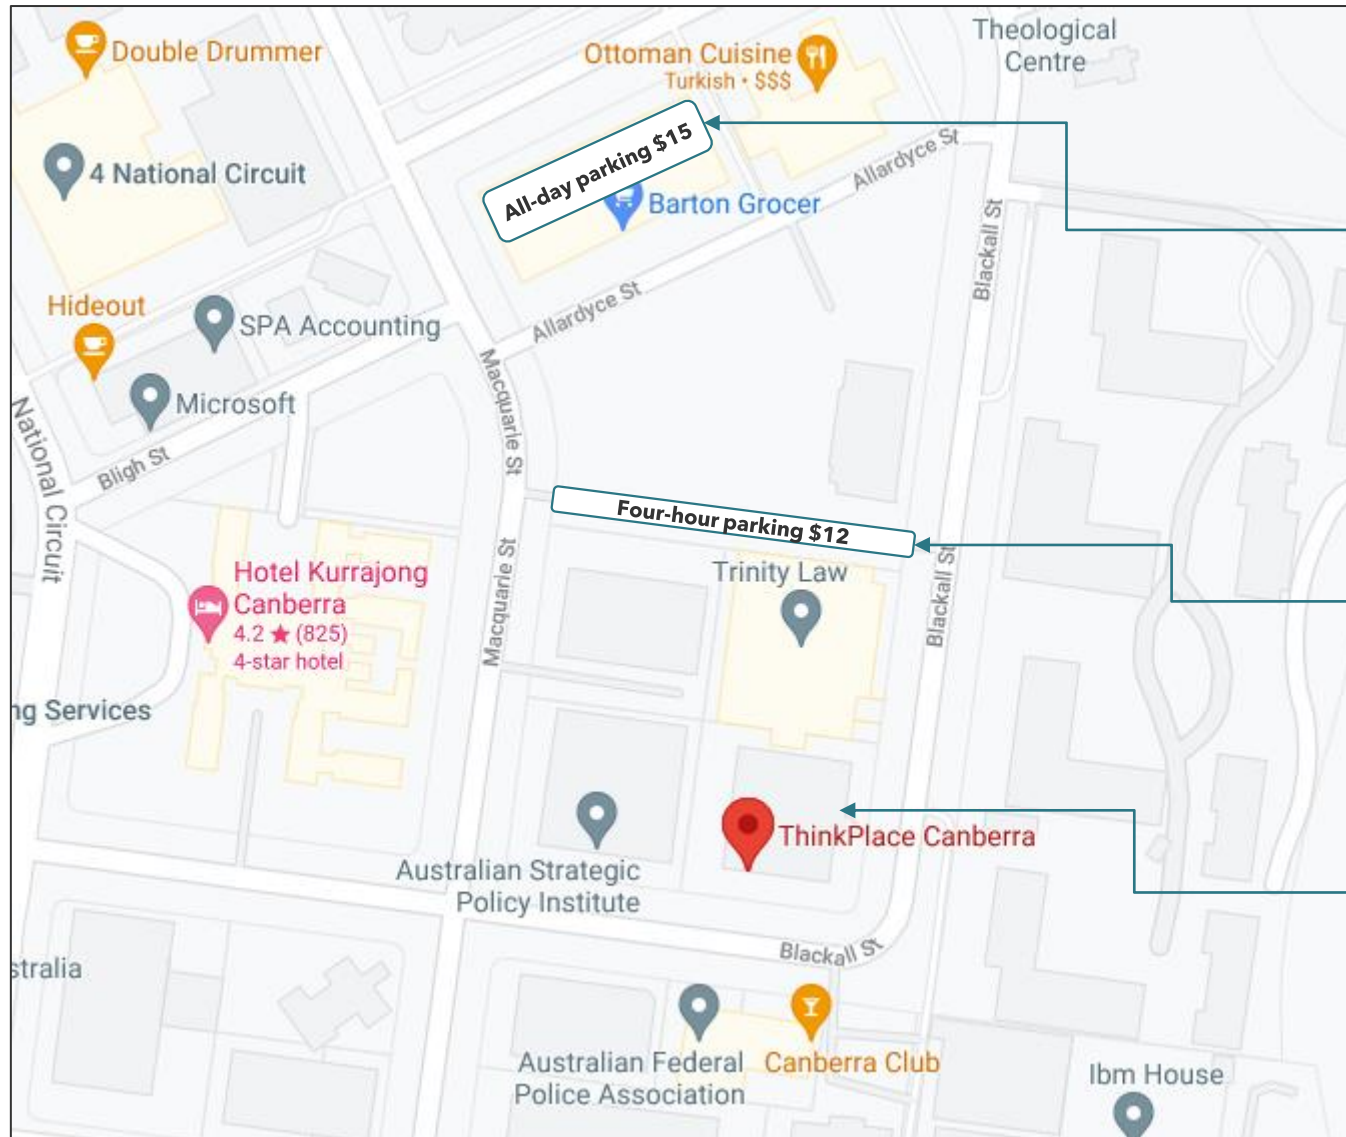 Theological
Centre
Double Drummer
Ottoman Cuisine
Turkish • $$$
All-day parking $15
4 National Circuit
Barton Grocer
Allardyce St
Blackall St
Hideout
SPA Accounting
Allardyce St
Macquarie St
Microsoft
National Circuit
Bligh St
Four-hour parking $12
Hotel Kurrajong
Canberra
4.2 ★ (825)
4-star hotel
Macquarie St
Trinity Law
Blackall St
ng Services
ThinkPlace Canberra
Australian Strategic
Policy Institute
Blackall St
stralia
Australian Federal
Police Association
Canberra Club
Ibm House